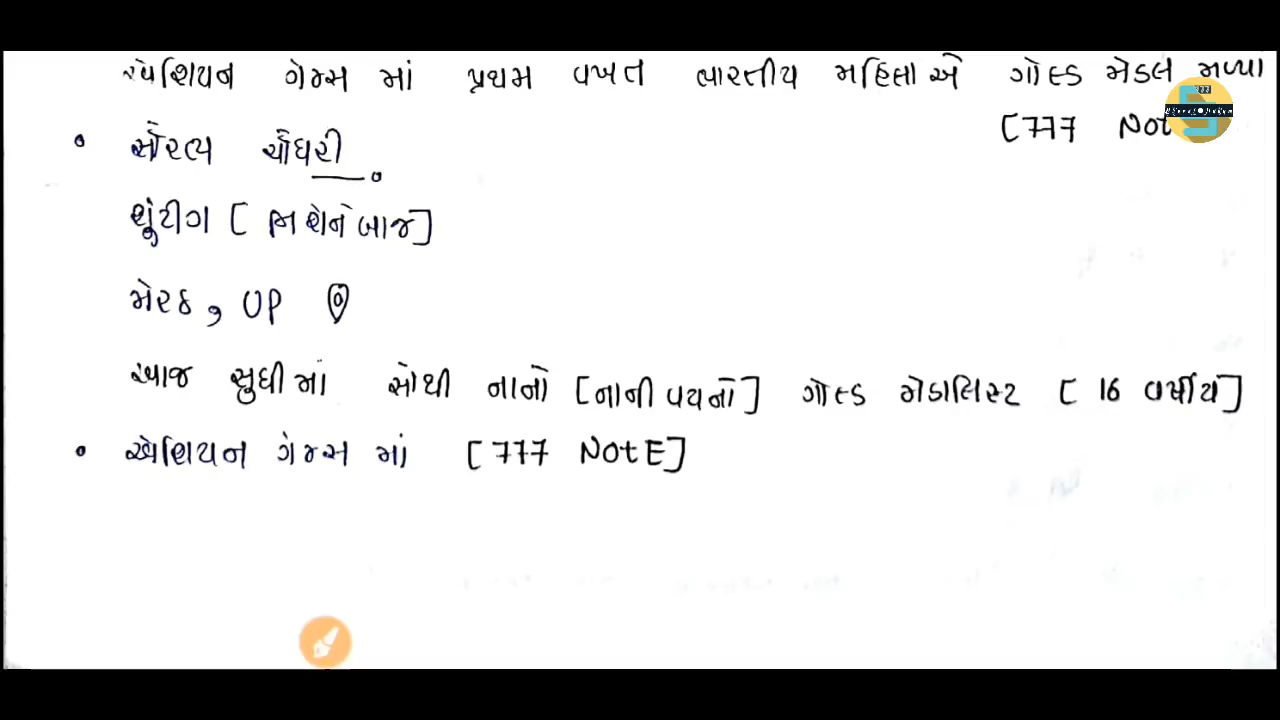 એશિયન ગેમ્સ માં પ્રથમ વખત ભારતીય મહિલાએ ગોલ્ડ મેડલ મળ્યા
[777 Not
• સૌરભ ચૌધરી
શુટીંગ [નિશેનેબાજ]
મેરઠ, UP
આજ સુધીમાં સૌથી નાનો [નાની વયનો] ગોલ્ડ મેડાલિસ્ટ [16 વર્ષીય]
• એશિયન ગેમ્સ માં [777 NotE]